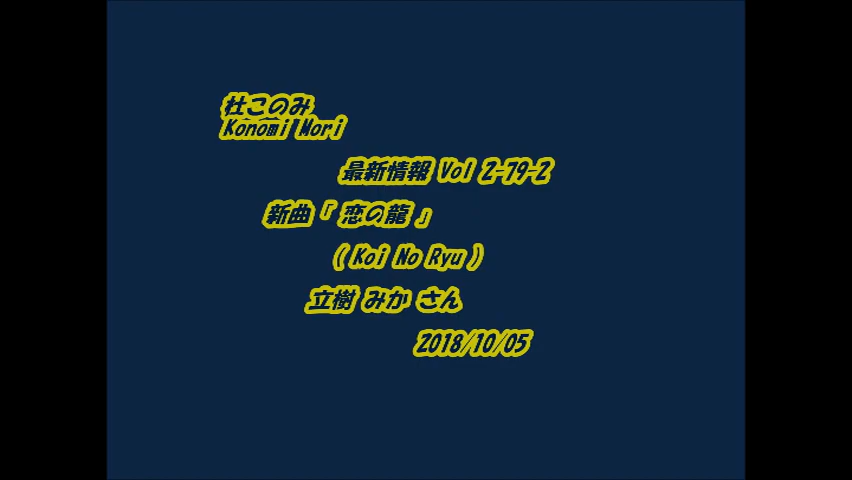 杜このみ
Konomi Mori
最新情報 Vol 2-79-2
新曲『 恋の龍 』
( Koi No Ryu )
立樹 みか さん
2018/10/05